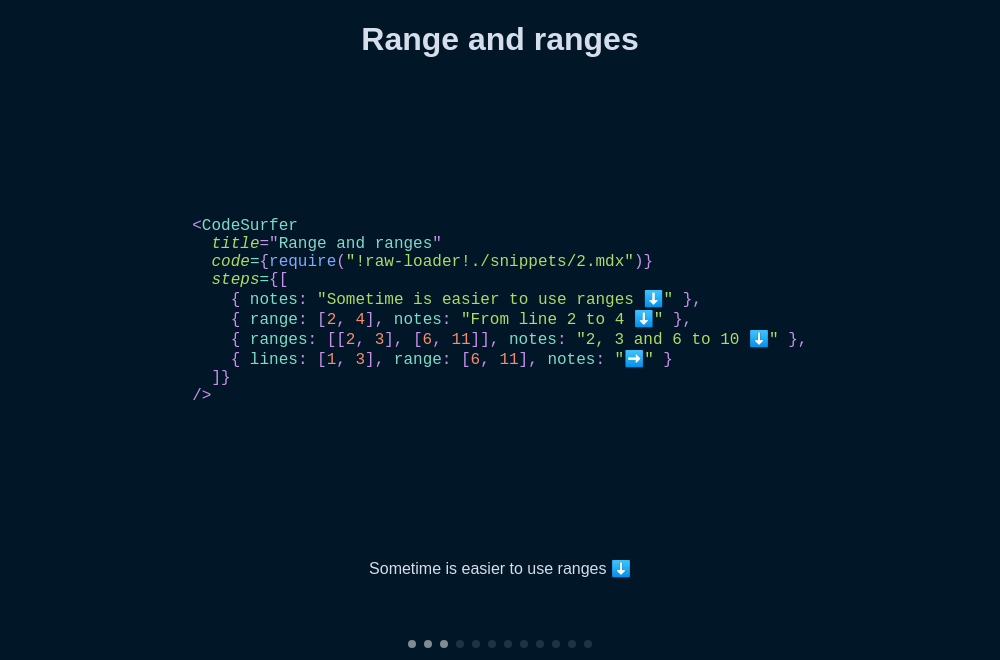 Range and ranges
<CodeSurfer
  title="Range and ranges"
  code={require("!raw-loader!./snippets/2.mdx")}
  steps={[
    { notes: "Sometime is easier to use ranges ⬇️" },
    { range: [2, 4], notes: "From line 2 to 4 ⬇️" },
    { ranges: [[2, 3], [6, 11]], notes: "2, 3 and 6 to 10 ⬇️" },
    { lines: [1, 3], range: [6, 11], notes: "➡️" }
  ]}
/>
Sometime is easier to use ranges ⬇️